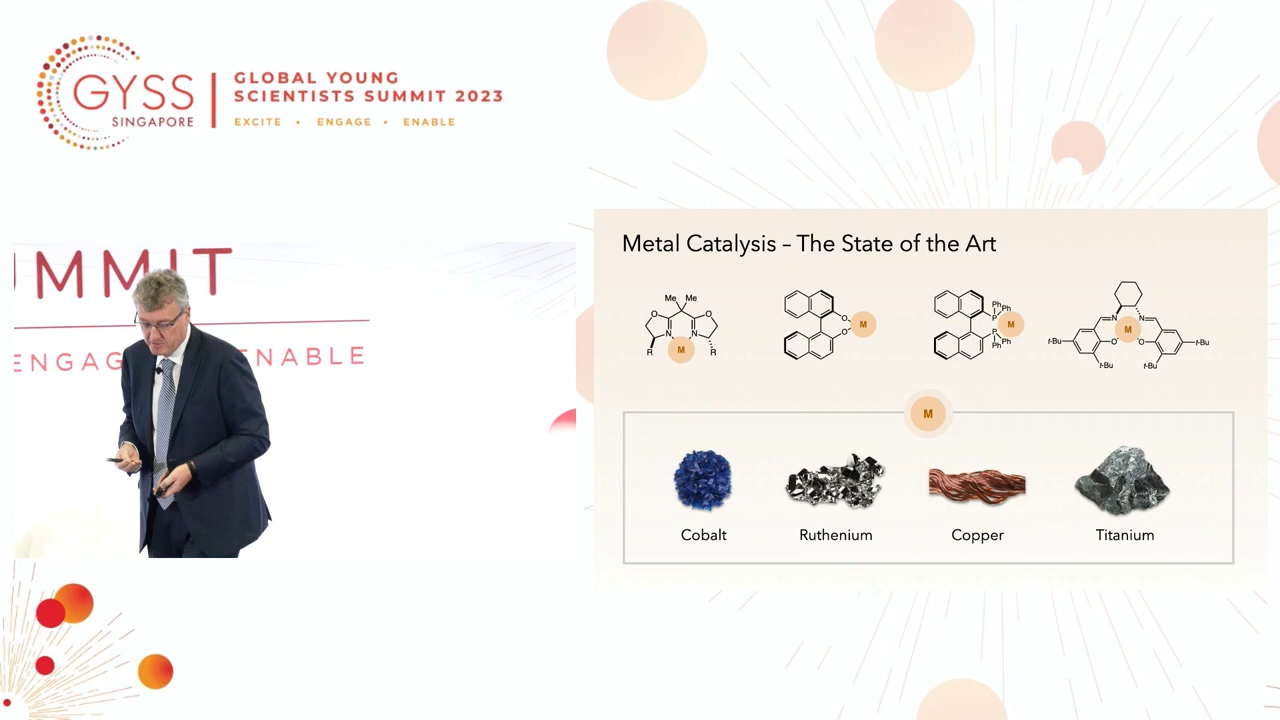 GYSS
SINGAPORE
GLOBAL YOUNG
SCIENTISTS SUMMIT 2023
EXCITE • ENGAGE • ENABLE
UMMIT
ENGAG ENABLE
Metal Catalysis – The State of the Art
Me Me
O O
N N
R M R
O
O
M
Ph Ph
P
M
P
Ph Ph
N N
M
t-Bu O O t-Bu
t-Bu t-Bu
M
Cobalt
Ruthenium
Copper
Titanium